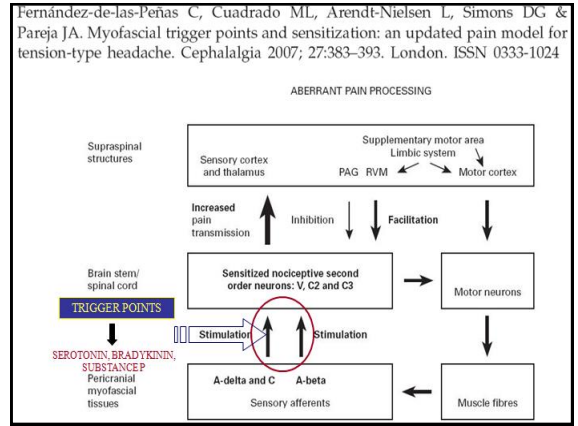 Fernández-de-las-Peñas C, Cuadrado ML, Arendt-Nielsen L, Simons DG &
Pareja JA. Myofascial trigger points and sensitization: an updated pain model for
tension-type headache. Cephalalgia 2007; 27:383–393. London. ISSN 0333-1024
ABERRANT PAIN PROCESSING
Supraspinal
structures
Sensory cortex
and thalamus
Supplementary motor area
Limbic system
PAG RVM
Motor cortex
Increased
pain
transmission
Inhibition
Facilitation
Brain stem/
spinal cord
Sensitized nociceptive second
order neurons: V, C2 and C3
Motor neurons
TRIGGER POINTS
Stimulation
Stimulation
SEROTONIN, BRADYKININ,
SUBSTANCE P
Pericranial
myofascial
tissues
A-delta and C
A-beta
Sensory afferents
Muscle fibres